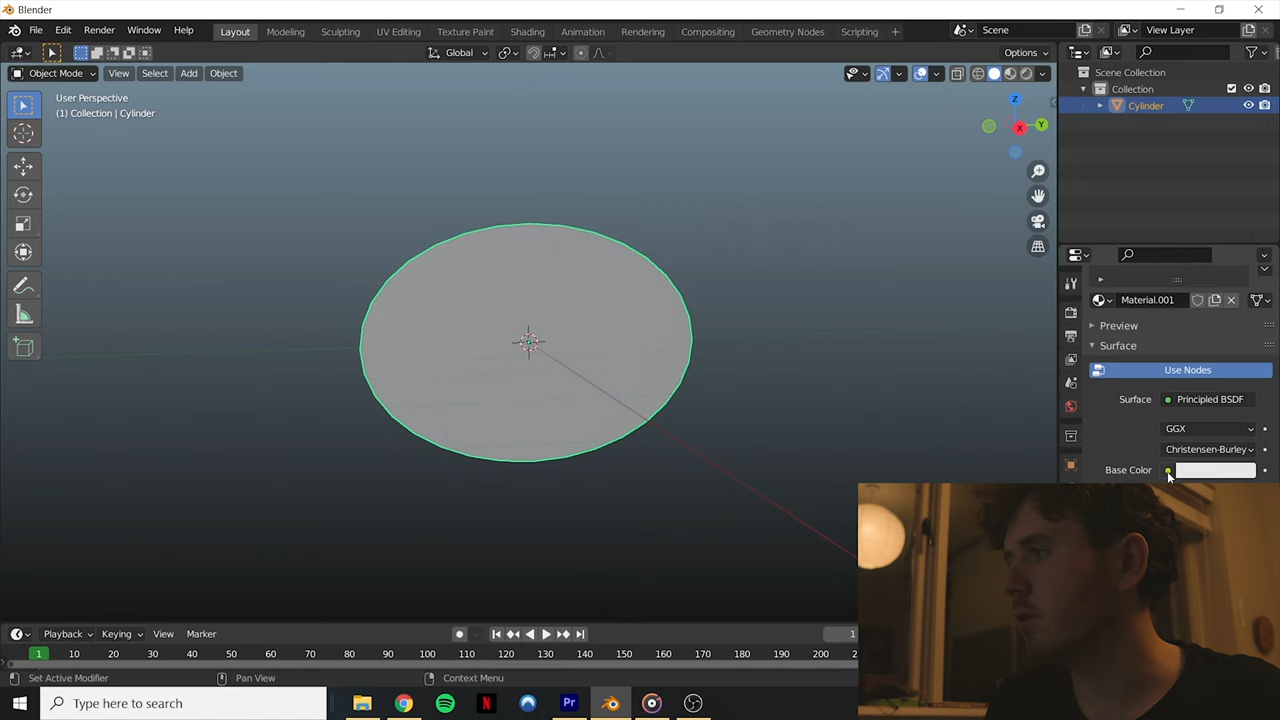 Blender
File Edit Render Window Help Layout Modeling Sculpting UV Editing Texture Paint Shading Animation Rendering Compositing Geometry Nodes Scripting + Scene View Layer
Global Options
Object Mode View Select Add Object
Scene Collection
Collection
Cylinder
User Perspective
(1) Collection | Cylinder
Z
X
Y
Material.001
Preview
Surface
Use Nodes
Surface Principled BSDF
GGX
Christensen-Burley
Base Color
Playback Keying View Marker 1
1 10 20 30 40 50 60 70 80 90 100 110 120 130 140 150 160 170 180 190 200
Set Active Modifier Pan View Context Menu
Type here to search
N
Pr